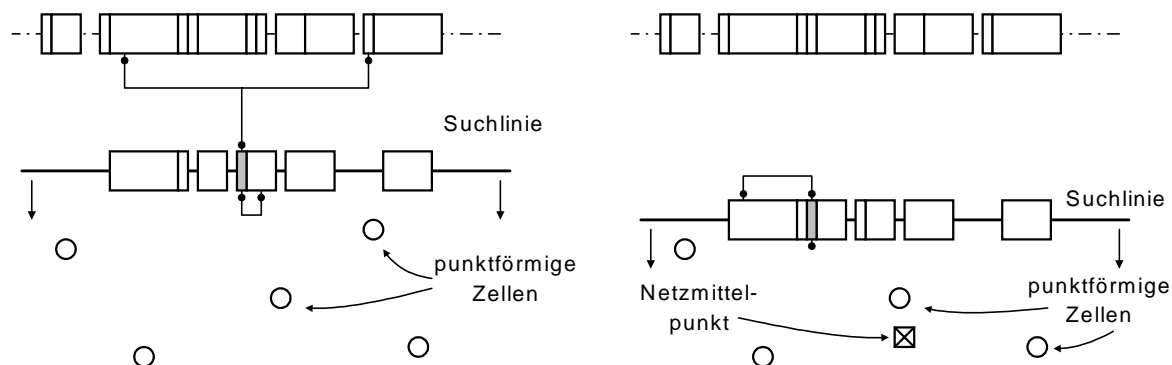 Suchlinie
punktförmige
Zellen
Suchlinie
Netzmittel-
punkt
punktförmige
Zellen